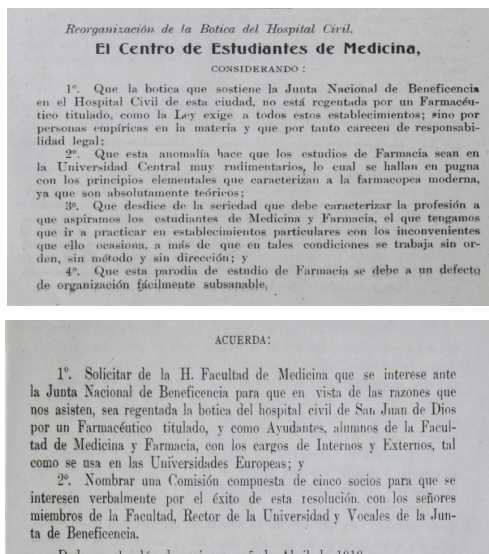 Reorganización de la Botica del Hospital Civil.
El Centro de Estudiantes de Medicina,
CONSIDERANDO:
1º. Que la botica que sostiene la Junta Nacional de Beneficencia
en el Hospital Civil de esta ciudad, no está regentada por un Farmacéu-
tico titulado, como la Ley exige a todos estos establecimientos; sino por
personas empíricas en la materia y que por tanto carecen de responsabi-
lidad legal;
2º. Que esta anomalía hace que los estudios de Farmacia sean en
la Universidad Central muy rudimentarios, lo cual se hallan en pugna
con los principios elementales que caracterizan a la farmacopea moderna,
ya que son absolutamente teóricos;
3º. Que desdice de la seriedad que debe caracterizar la profesión a
que aspiramos los estudiantes de Medicina y Farmacia, el que tengamos
que ir a practicar en establecimientos particulares con los inconvenientes
que ello ocasiona, a más de que en tales condiciones se trabaja sin or-
den, sin método y sin dirección; y
4º. Que esta parodia de estudio de Farmacia se debe a un defecto
de organización fácilmente subsanable,
ACUERDA:
1º. Solicitar de la H. Facultad de Medicina que se interese ante
la Junta Nacional de Beneficencia para que en vista de las razones que
nos asisten, sea regentada la botica del hospital civil de San Juan de Dios
por un Farmacéutico titulado, y como Ayudantes, alumnos de la Facul-
tad de Medicina y Farmacia, con los cargos de Internos y Externos, tal
como se usa en las Universidades Europeas; y
2º. Nombrar una Comisión compuesta de cinco socios para que se
interesen verbalmente por el éxito de esta resolución con los señores
miembros de la Facultad, Rector de la Universidad y Vocales de la Jun-
ta de Beneficencia.